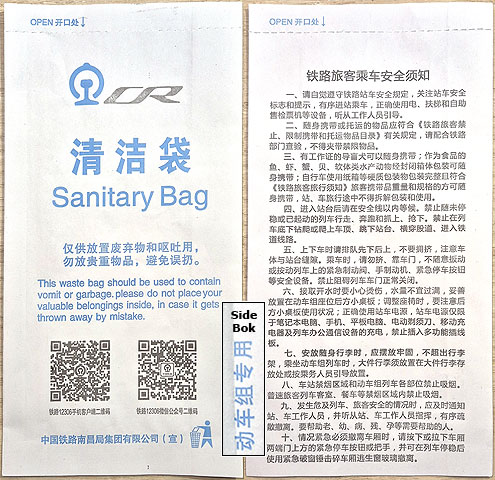 OPEN 开口处↓
CR
清洁袋
Sanitary Bag
仅供放置废弃物和呕吐用，
勿放贵重物品，避免误扔。
This waste bag should be used to contain
vomit or garbage.please do not place your
valuable belongings inside, in case it gets
thrown away by mistake.
铁路12306手机客户端二维码
铁路12306微信公众号二维码
中国铁路南昌局集团有限公司（宣）
Side
Bok
动车组专用
OPEN 开口处↓
铁路旅客乘车安全须知
一、请自觉遵守铁路站车安全规定，关注站车安全
标志和提示，有序进站乘车，正确使用电、扶梯和自助
售检票机等设备，听从工作人员引导。
二、随身携带或托运的物品应符合《铁路旅客禁
止、限制携带和托运物品目录》有关规定，请配合铁路
部门查验，不得夹带禁限物品。
三、有工作证的导盲犬可以随身携带；作为食品的
鱼、虾、蟹、贝、软体类水产动物经封闭箱体包装可随
身携带；自行车使用纸箱等硬质包装物包装完整且符合
《铁路旅客旅行须知》旅客携带品重量和规格的方可随
身携带，站、车旅行途中不得拆解包装和使用。
四、进入站台后请在安全线以内等候。禁止随未停
稳或已起动的列车行走、奔跑和抓上、抢下。禁止在列
车底下钻爬或爬上车顶、跳下站台、横穿股道、进入铁
道线路。
五、上下车时请排队先下后上，不要拥挤，注意车
体与站台缝隙。乘车时，请勿挤、靠车门，不随意扳动
或按动列车上的紧急制动阀、手制动机、紧急停车按钮
等安全设备。禁止阻碍列车车门正常关闭。
六、接取开水时要小心烫伤，水量不宜过满，妥善
放置在动车组座位后方小桌板；调整座椅时，要注意后
方小桌板使用状况；正确使用站车电源，站车电源仅限
于笔记本电脑、手机、平板电脑、电动剃须刀、移动充
电器及列车办公通信设备的充电，禁止插入多功能插线
板。
七、安放随身行李时，应摆放牢固，不超出行李
架，乘坐动车组列车时，大件行李须放置在大件行李存
放处或按乘务人员引导放置。
八、车站禁烟区域和动车组列车各部位禁止吸烟。
普速旅客列车客室、餐车等禁烟区域内禁止吸烟。
九、发生危及列车、旅客安全的情况时，应及时通知
站、车工作人员，并听从站、车工作人员指挥，有序疏
散撤离。要帮助老、幼、病、残、孕等需要帮助的人。
十、情况紧急必须撤离车厢时，请按下或拉下车厢
两端门上方的紧急停车按钮或把手，并可在列车停稳后
使用紧急破窗锤击碎车厢逃生窗玻璃撤离。